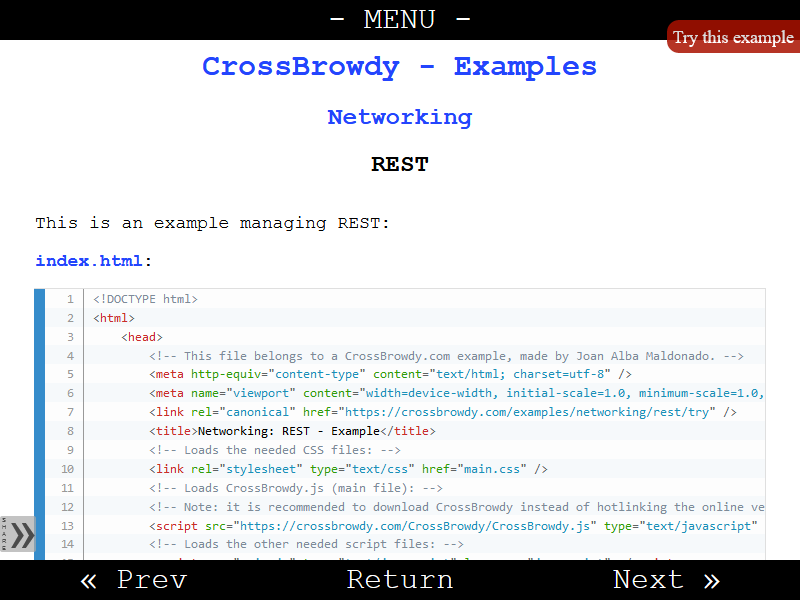 - MENU -
Try this example
CrossBrowdy - Examples
Networking
REST
This is an example managing REST:
index.html:
1 <!DOCTYPE html>
2 <html>
3 <head>
4 <!-- This file belongs to a CrossBrowdy.com example, made by Joan Alba Maldonado. -->
5 <meta http-equiv="content-type" content="text/html; charset=utf-8" />
6 <meta name="viewport" content="width=device-width, initial-scale=1.0, minimum-scale=1.0,
7 <link rel="canonical" href="https://crossbrowdy.com/examples/networking/rest/try" />
8 <title>Networking: REST - Example</title>
9 <!-- Loads the needed CSS files: -->
10 <link rel="stylesheet" type="text/css" href="main.css" />
11 <!-- Loads CrossBrowdy.js (main file): -->
12 <!-- Note: it is recommended to download CrossBrowdy instead of hotlinking the online ve
13 <script src="https://crossbrowdy.com/CrossBrowdy/CrossBrowdy.js" type="text/javascript"
14 <!-- Loads the other needed script files: -->
SHARE »
« Prev Return Next »